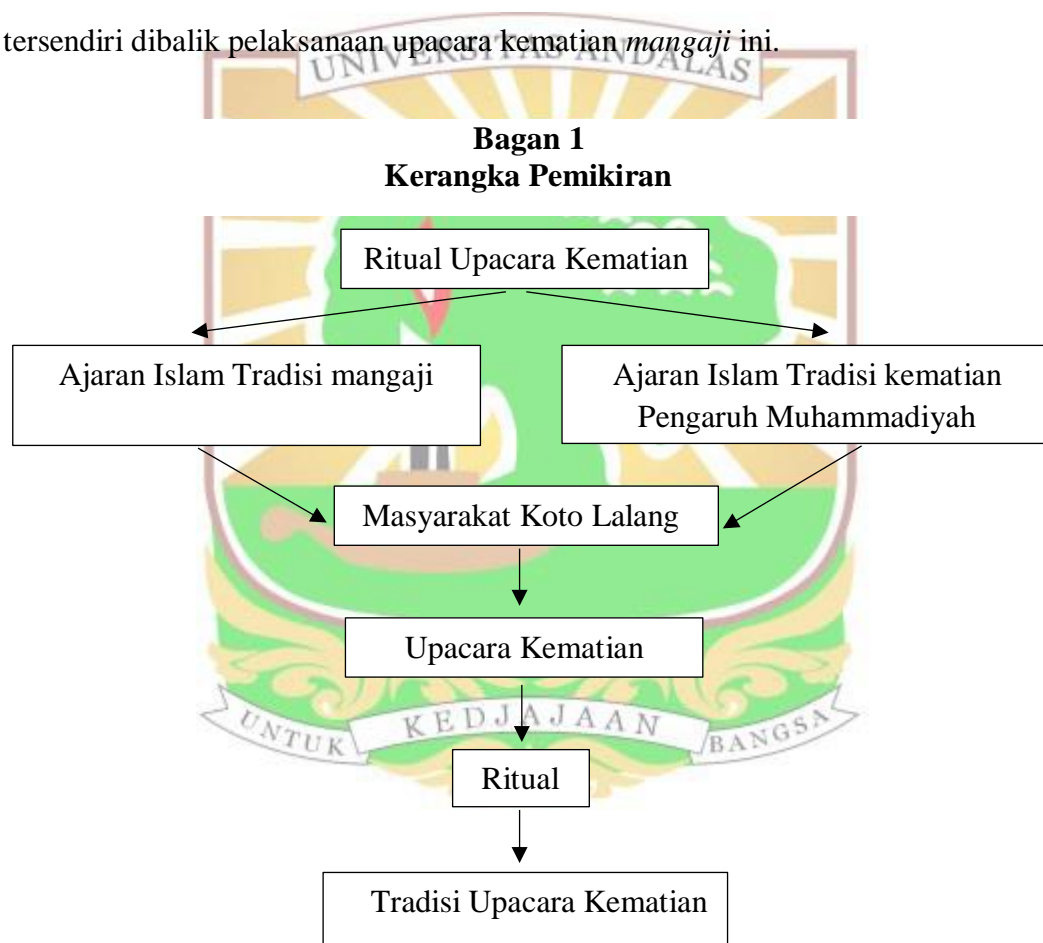 tersendiri dibalik pelaksanaan upacara kematian mangaji ini.
UNIVERSITAS ANDALAS
Bagan 1
Kerangka Pemikiran
Ritual Upacara Kematian
Ajaran Islam Tradisi mangaji
Ajaran Islam Tradisi kematian
Pengaruh Muhammadiyah
Masyarakat Koto Lalang
Upacara Kematian
UNTUK KEDJAJAAN BANGSA
Ritual
Tradisi Upacara Kematian